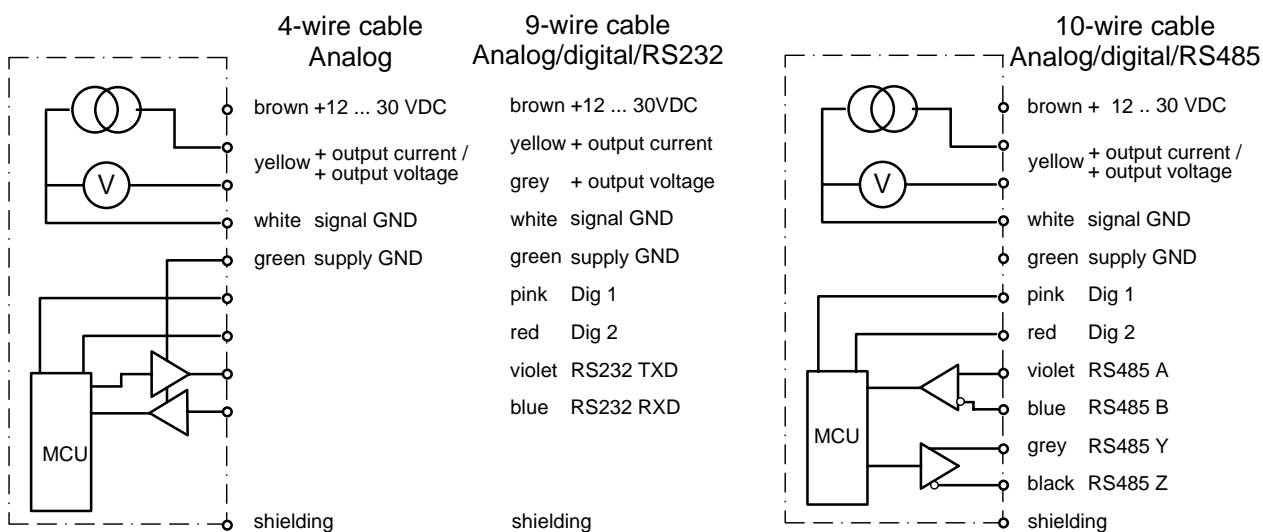 4-wire cable
Analog
brown +12 ... 30 VDC
yellow + output current /
+ output voltage
white signal GND
green supply GND
shielding
V
MCU
9-wire cable
Analog/digital/RS232
brown +12 ... 30VDC
yellow + output current
grey + output voltage
white signal GND
green supply GND
pink Dig 1
red Dig 2
violet RS232 TXD
blue RS232 RXD
shielding
10-wire cable
Analog/digital/RS485
brown + 12 .. 30 VDC
yellow + output current /
+ output voltage
white signal GND
green supply GND
pink Dig 1
red Dig 2
violet RS485 A
blue RS485 B
grey RS485 Y
black RS485 Z
shielding
V
MCU